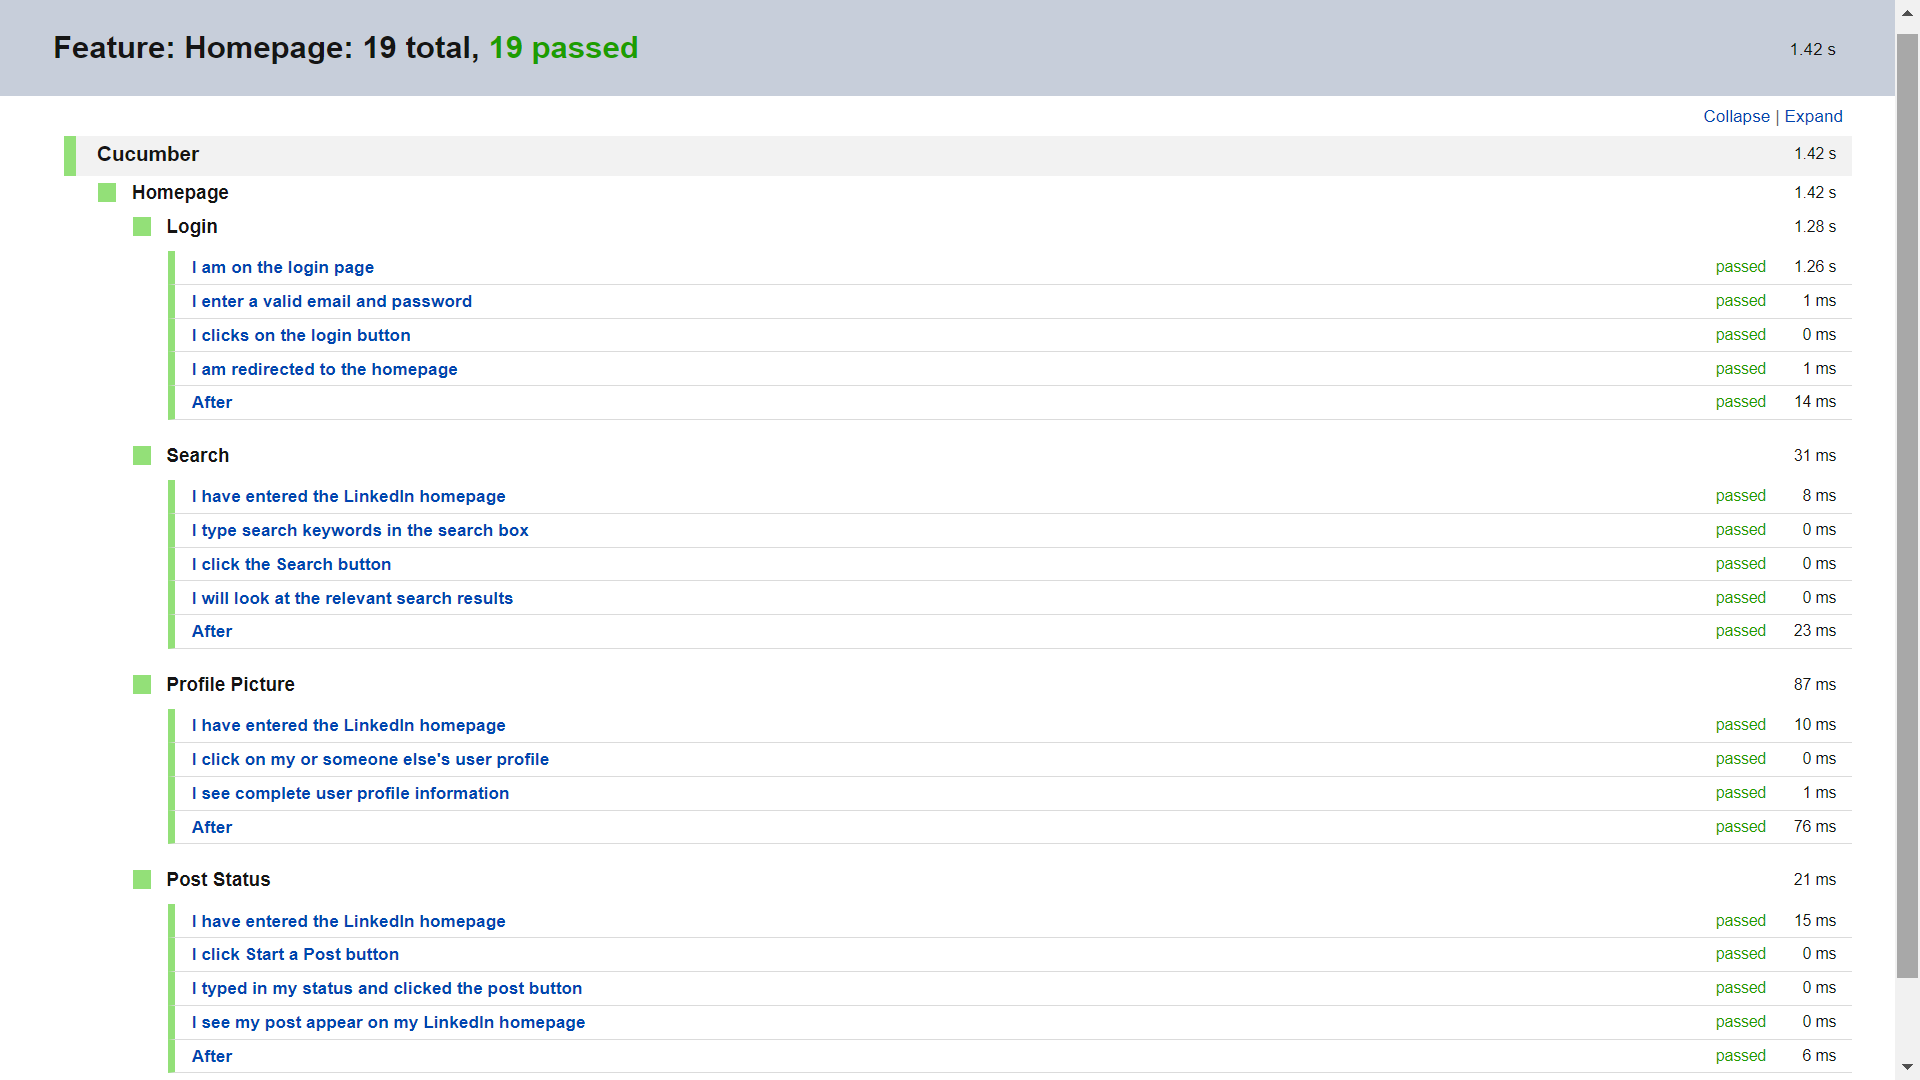 Feature: Homepage: 19 total, 19 passed 1.42 s
Collapse | Expand
Cucumber 1.42 s
Homepage 1.42 s
Login 1.28 s
I am on the login page passed 1.26 s
I enter a valid email and password passed 1 ms
I clicks on the login button passed 0 ms
I am redirected to the homepage passed 1 ms
After passed 14 ms
Search 31 ms
I have entered the LinkedIn homepage passed 8 ms
I type search keywords in the search box passed 0 ms
I click the Search button passed 0 ms
I will look at the relevant search results passed 0 ms
After passed 23 ms
Profile Picture 87 ms
I have entered the LinkedIn homepage passed 10 ms
I click on my or someone else's user profile passed 0 ms
I see complete user profile information passed 1 ms
After passed 76 ms
Post Status 21 ms
I have entered the LinkedIn homepage passed 15 ms
I click Start a Post button passed 0 ms
I typed in my status and clicked the post button passed 0 ms
I see my post appear on my LinkedIn homepage passed 0 ms
After passed 6 ms